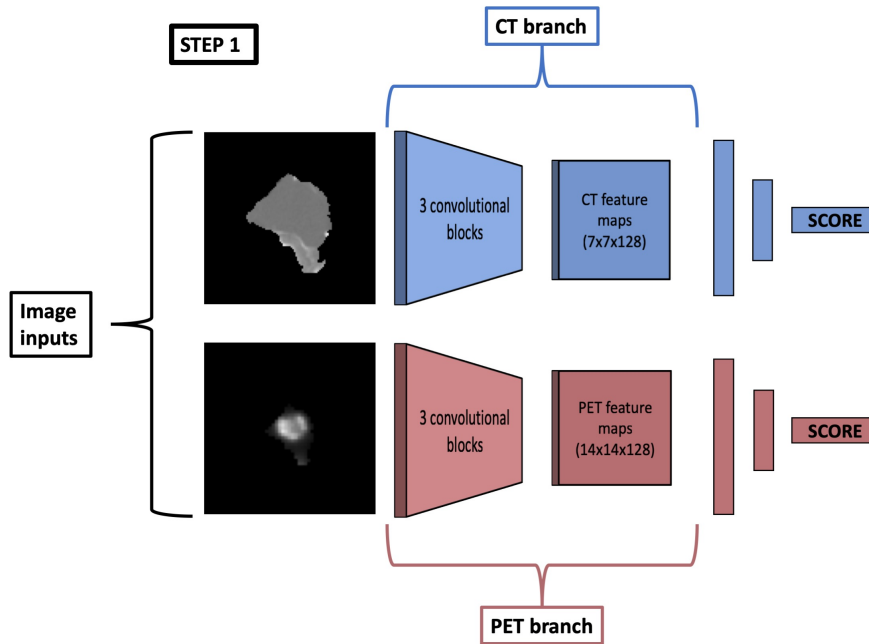 CT branch
STEP 1
3 convolutional
blocks
CT feature
maps
(7x7x128)
SCORE
Image
inputs
3 convolutional
blocks
PET feature
maps
(14x14x128)
SCORE
PET branch